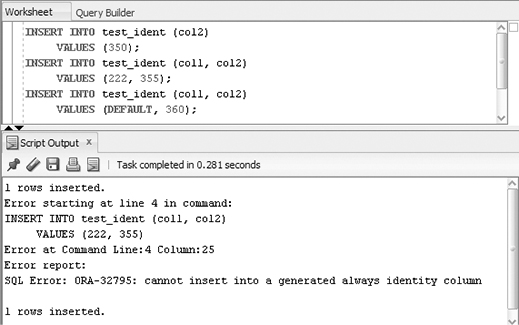 Worksheet Query Builder
INSERT INTO test_ident (col2)
VALUES (350);
INSERT INTO test_ident (col1, col2)
VALUES (222, 355);
INSERT INTO test_ident (col1, col2)
VALUES (DEFAULT, 360);
Script Output x
Task completed in 0.281 seconds
1 rows inserted.
Error starting at line 4 in command:
INSERT INTO test_ident (col1, col2)
VALUES (222, 355)
Error at Command Line:4 Column:25
Error report:
SQL Error: ORA-32795: cannot insert into a generated always identity column
1 rows inserted.